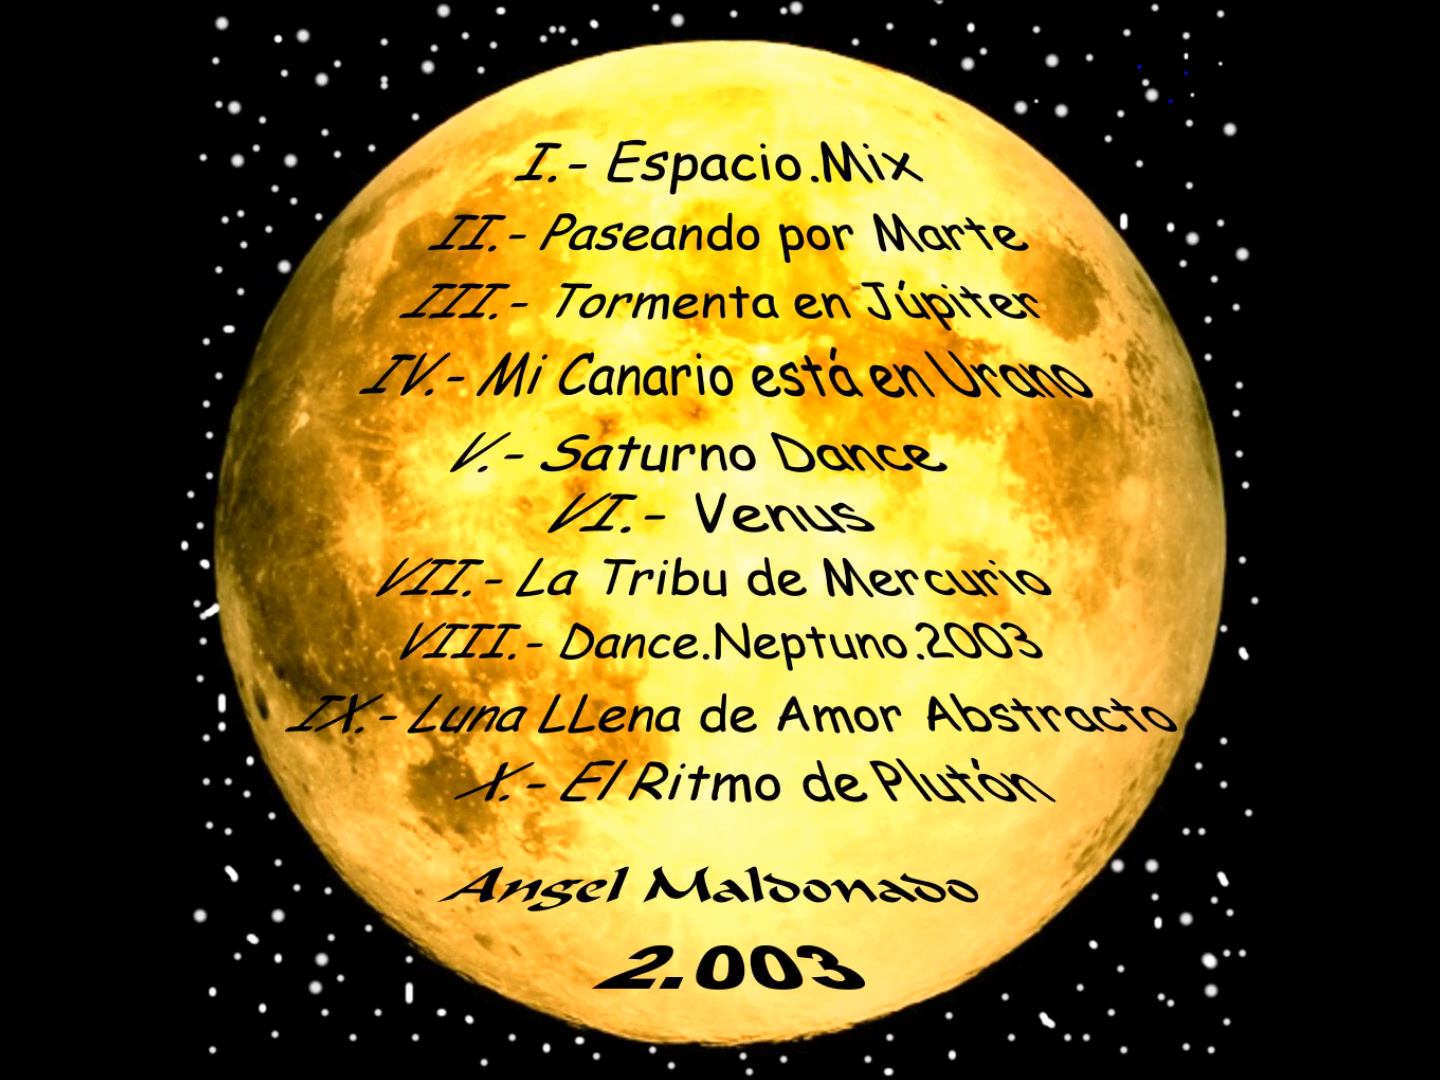 I.- Espacio.Mix
II.- Paseando por Marte
III.- Tormenta en Júpiter
IV.- Mi Canario está en Urano
V.- Saturno Dance
VI.- Venus
VII.- La Tribu de Mercurio
VIII.- Dance.Neptuno.2003
IX.- Luna LLena de Amor Abstracto
X.- El Ritmo de Plutón
Angel Maldonado
2.003